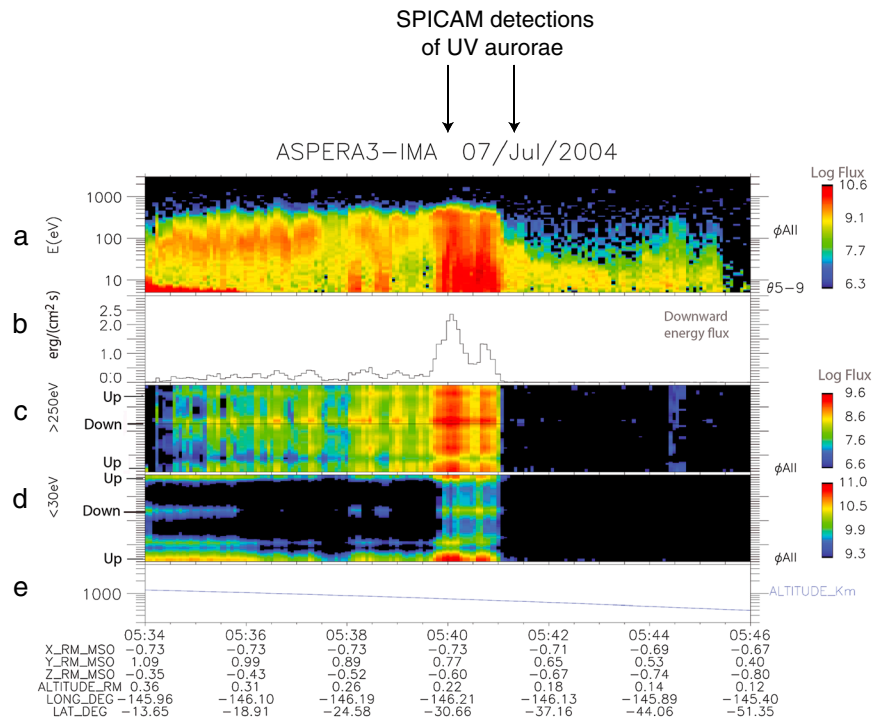 SPICAM detections
of UV aurorae
ASPERA3-IMA 07/Jul/2004
Log Flux
a
E(eV)
1000
100
10
ϕAll
θ5-9
10.6
9.1
7.7
6.3
b
erg/(cm2 s)
2.5
2.0
1.0
0.0
Downward
energy flux
Log Flux
c
>250eV
Up
Down
Up
ϕAll
9.6
8.6
7.6
6.6
d
<30eV
Up
Down
Up
ϕAll
11.0
10.5
9.9
9.3
e
1000
ALTITUDE_Km
05:34 05:36 05:38 05:40 05:42 05:44 05:46
X_RM_MSO -0.73 -0.73 -0.73 -0.73 -0.71 -0.69 -0.67
Y_RM_MSO 1.09 0.99 0.89 0.77 0.65 0.53 0.40
Z_RM_MSO -0.35 -0.43 -0.52 -0.60 -0.67 -0.74 -0.80
ALTITUDE_RM 0.36 0.31 0.26 0.22 0.18 0.14 0.12
LONG_DEG -145.96 -146.10 -146.19 -146.21 -146.13 -145.89 -145.40
LAT_DEG -13.65 -18.91 -24.58 -30.66 -37.16 -44.06 -51.35